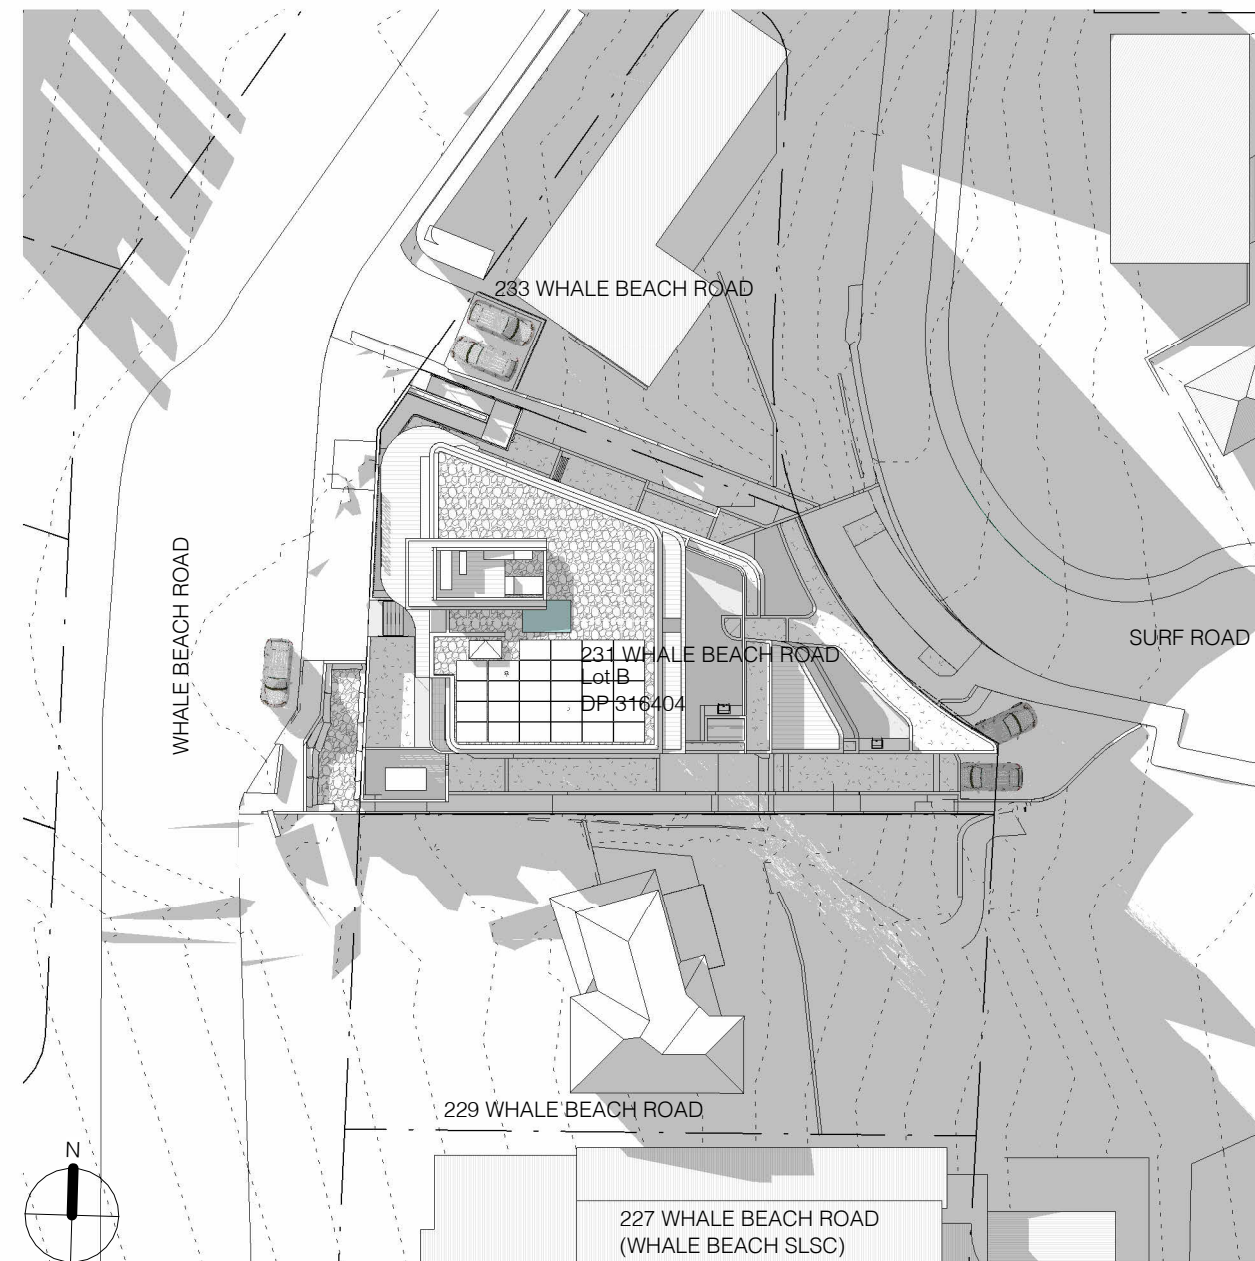 233 WHALE BEACH ROAD
WHALE BEACH ROAD
SURF ROAD
231 WHALE BEACH ROAD
Lot B
DP 316404
229 WHALE BEACH ROAD
N
227 WHALE BEACH ROAD
(WHALE BEACH SLSC)